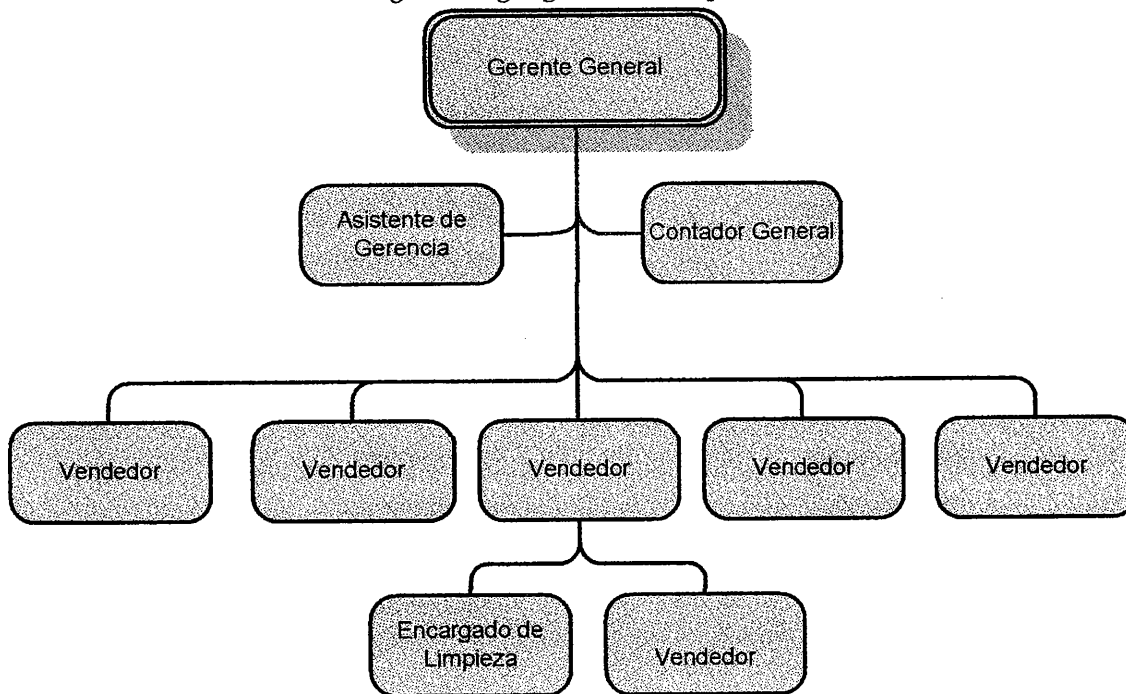 Gerente General
Asistente de
Gerencia
Contador General
Vendedor
Vendedor
Vendedor
Vendedor
Vendedor
Encargado de
Limpieza
Vendedor